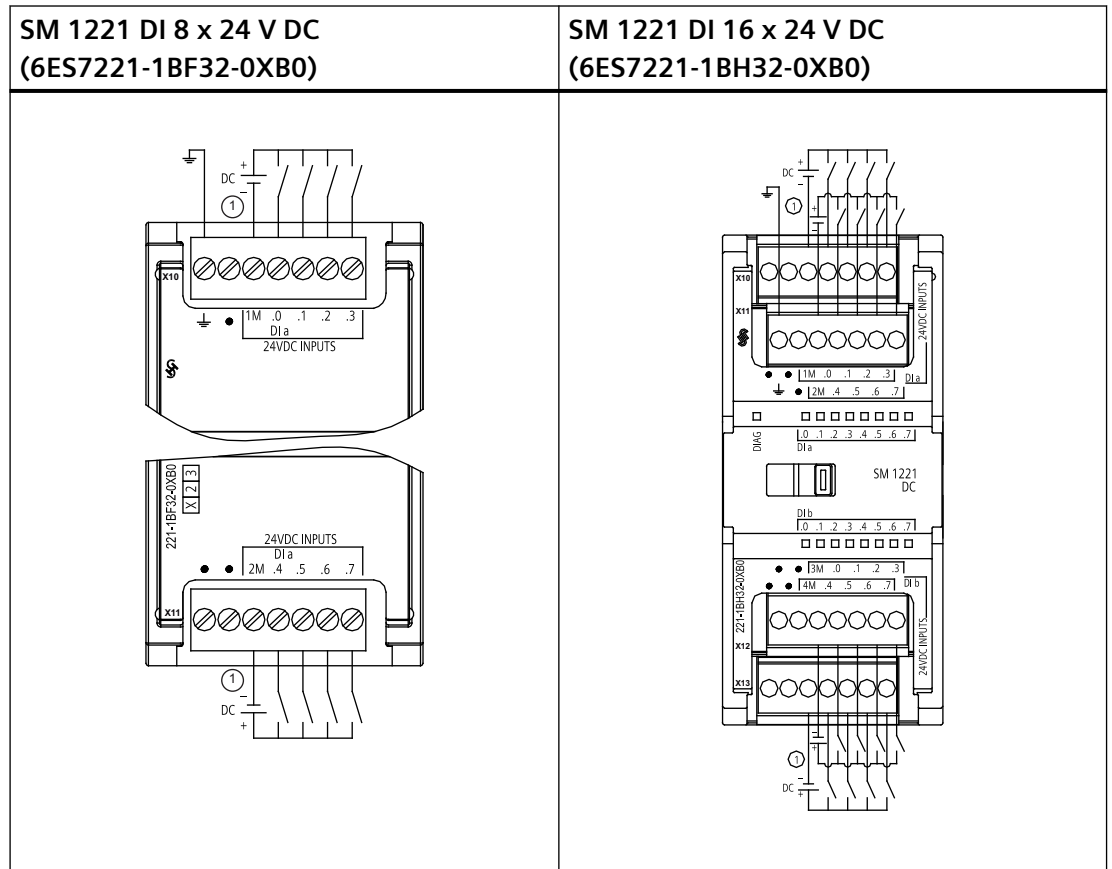 SM 1221 DI 8 x 24 V DC
(6ES7221-1BF32-0XB0)
SM 1221 DI 16 x 24 V DC
(6ES7221-1BH32-0XB0)
+
DC
−
1
X10
1M .0 .1 .2 .3
DI a
24VDC INPUTS
221-1BF32-0XB0
X 2 3
24VDC INPUTS
DI a
2M .4 .5 .6 .7
X11
1
−
DC
+
+
DC
−
1
+
X10
X11
24VDC INPUTS
1M .0 .1 .2 .3
DI a
2M .4 .5 .6 .7
DIAG
.0 .1 .2 .3 .4 .5 .6 .7
DI a
SM 1221
DC
DI b
.0 .1 .2 .3 .4 .5 .6 .7
3M .0 .1 .2 .3
4M .4 .5 .6 .7
DI b
221-1BH32-0XB0
24VDC INPUTS
X12
X13
+
1
−
DC
+